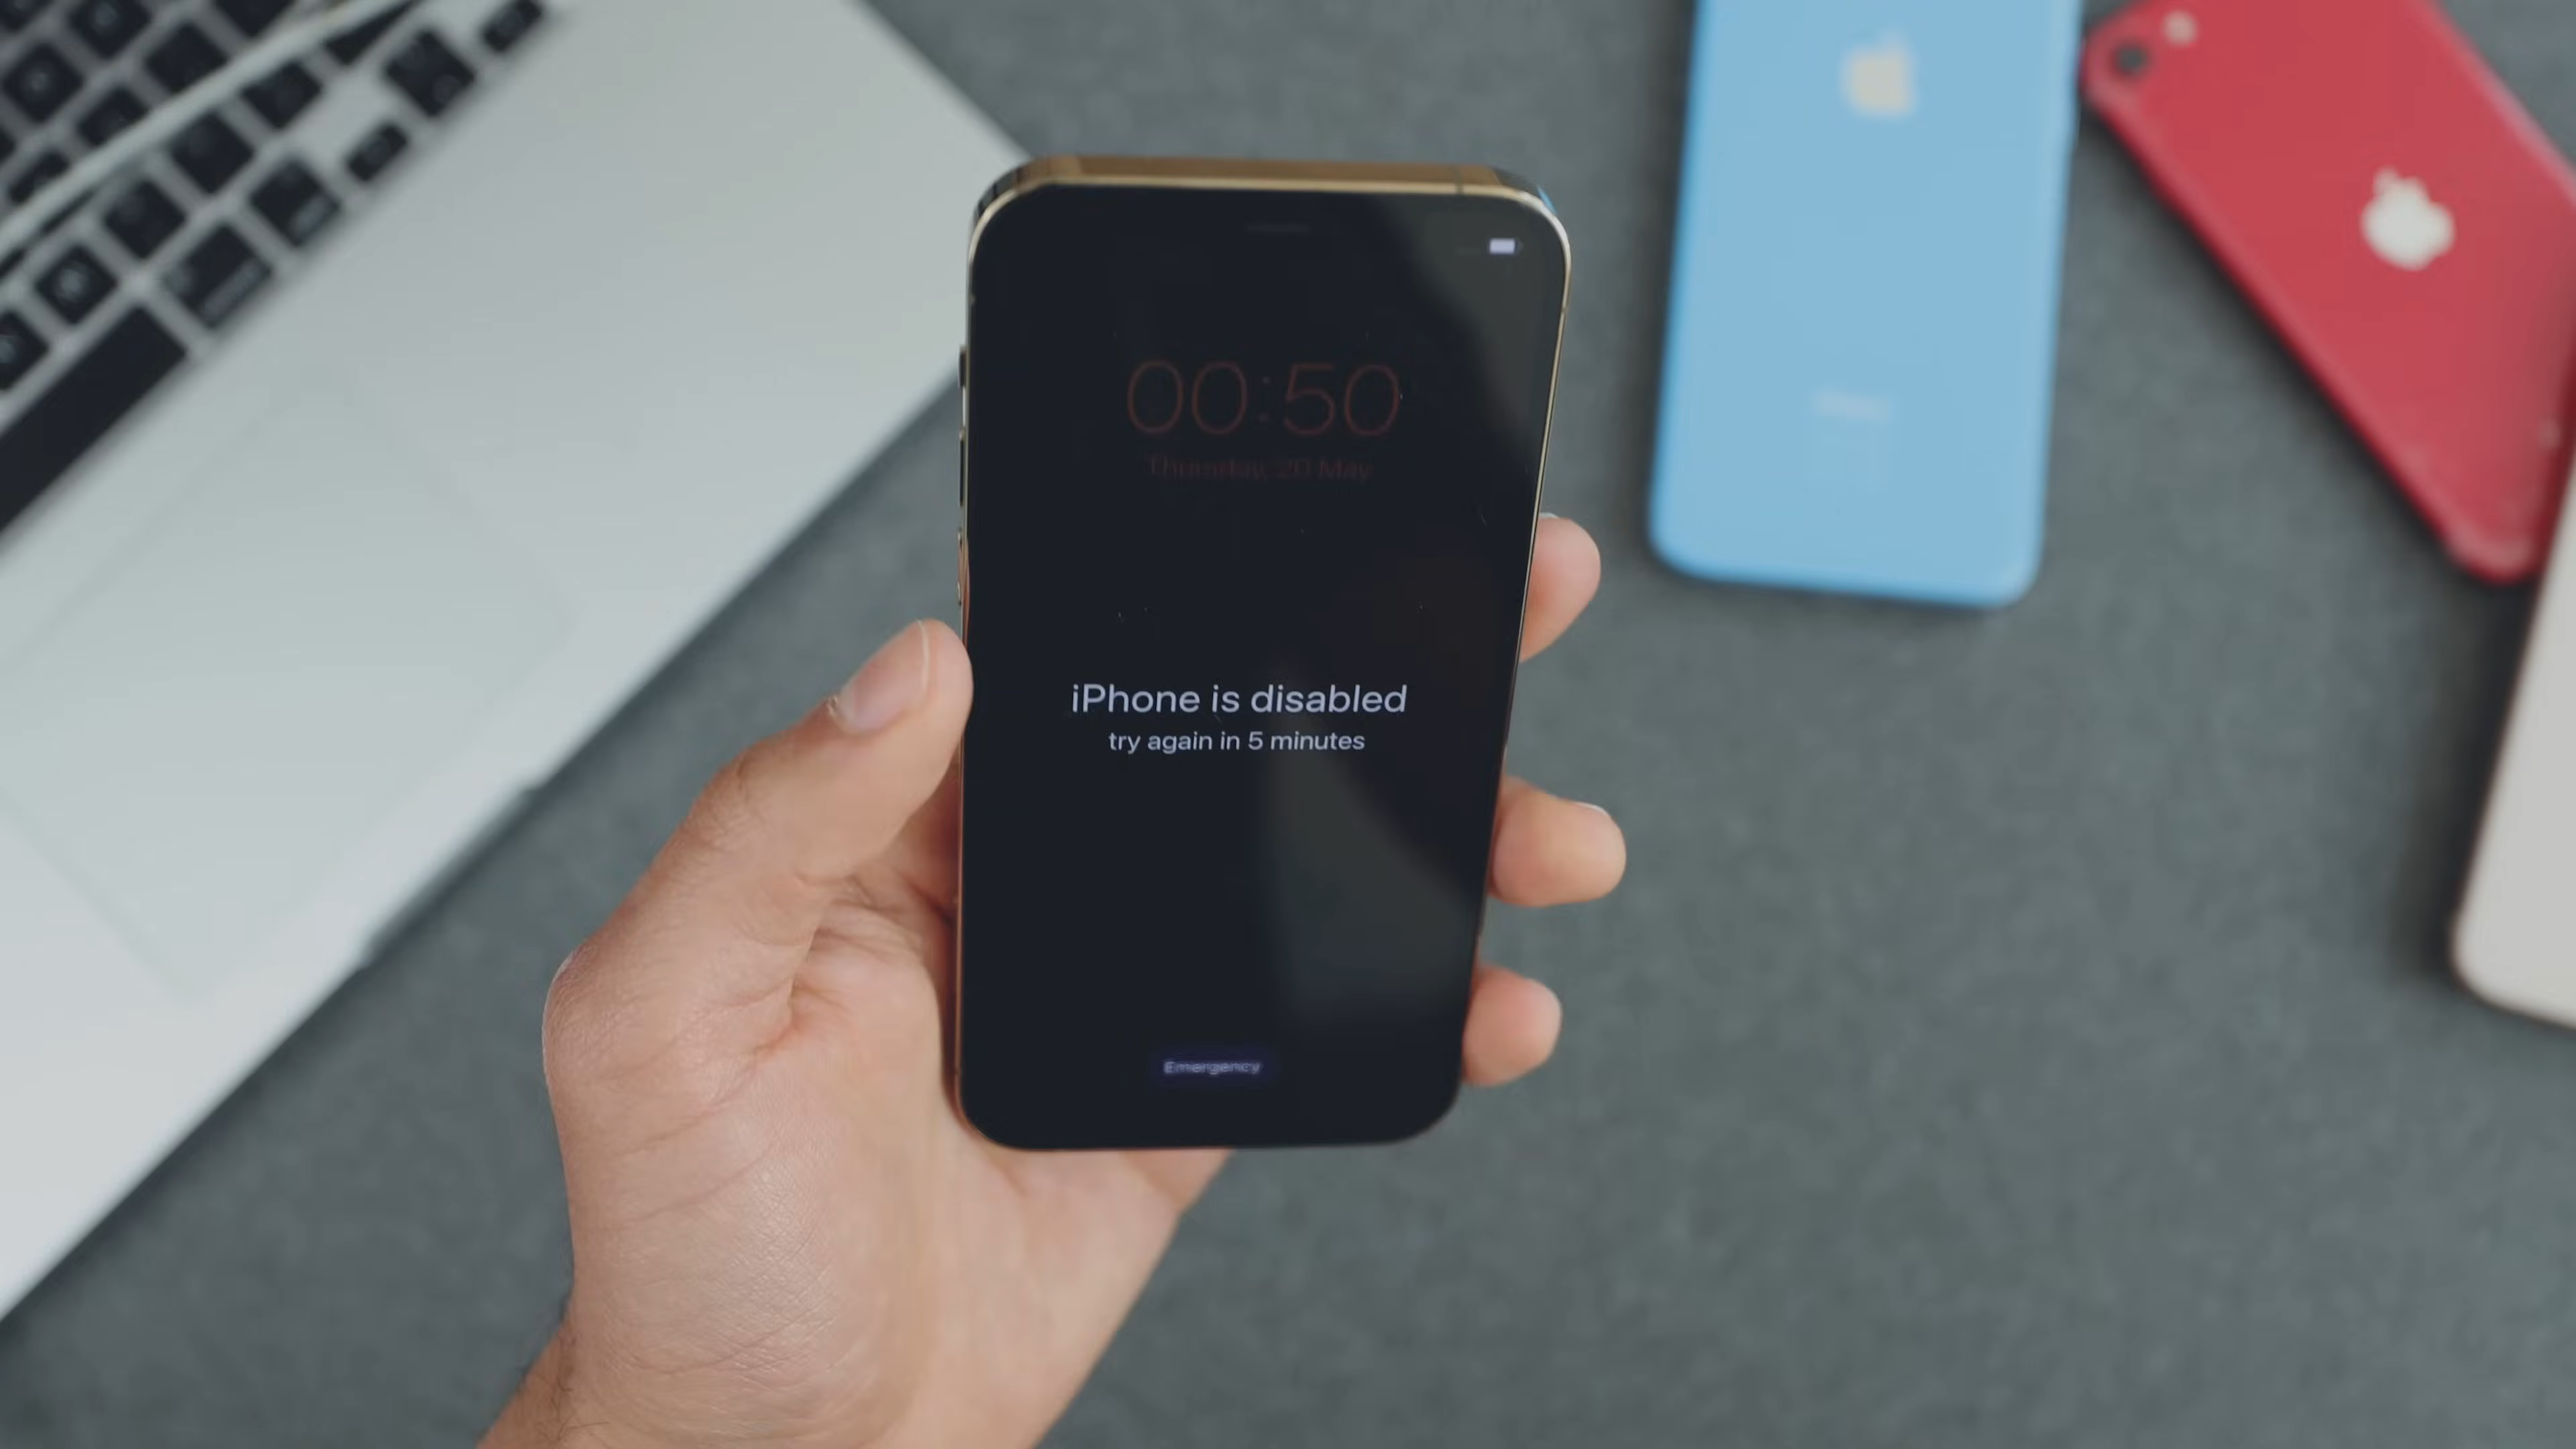 00:50
Thursday, 20 May
iPhone is disabled
try again in 5 minutes
Emergency